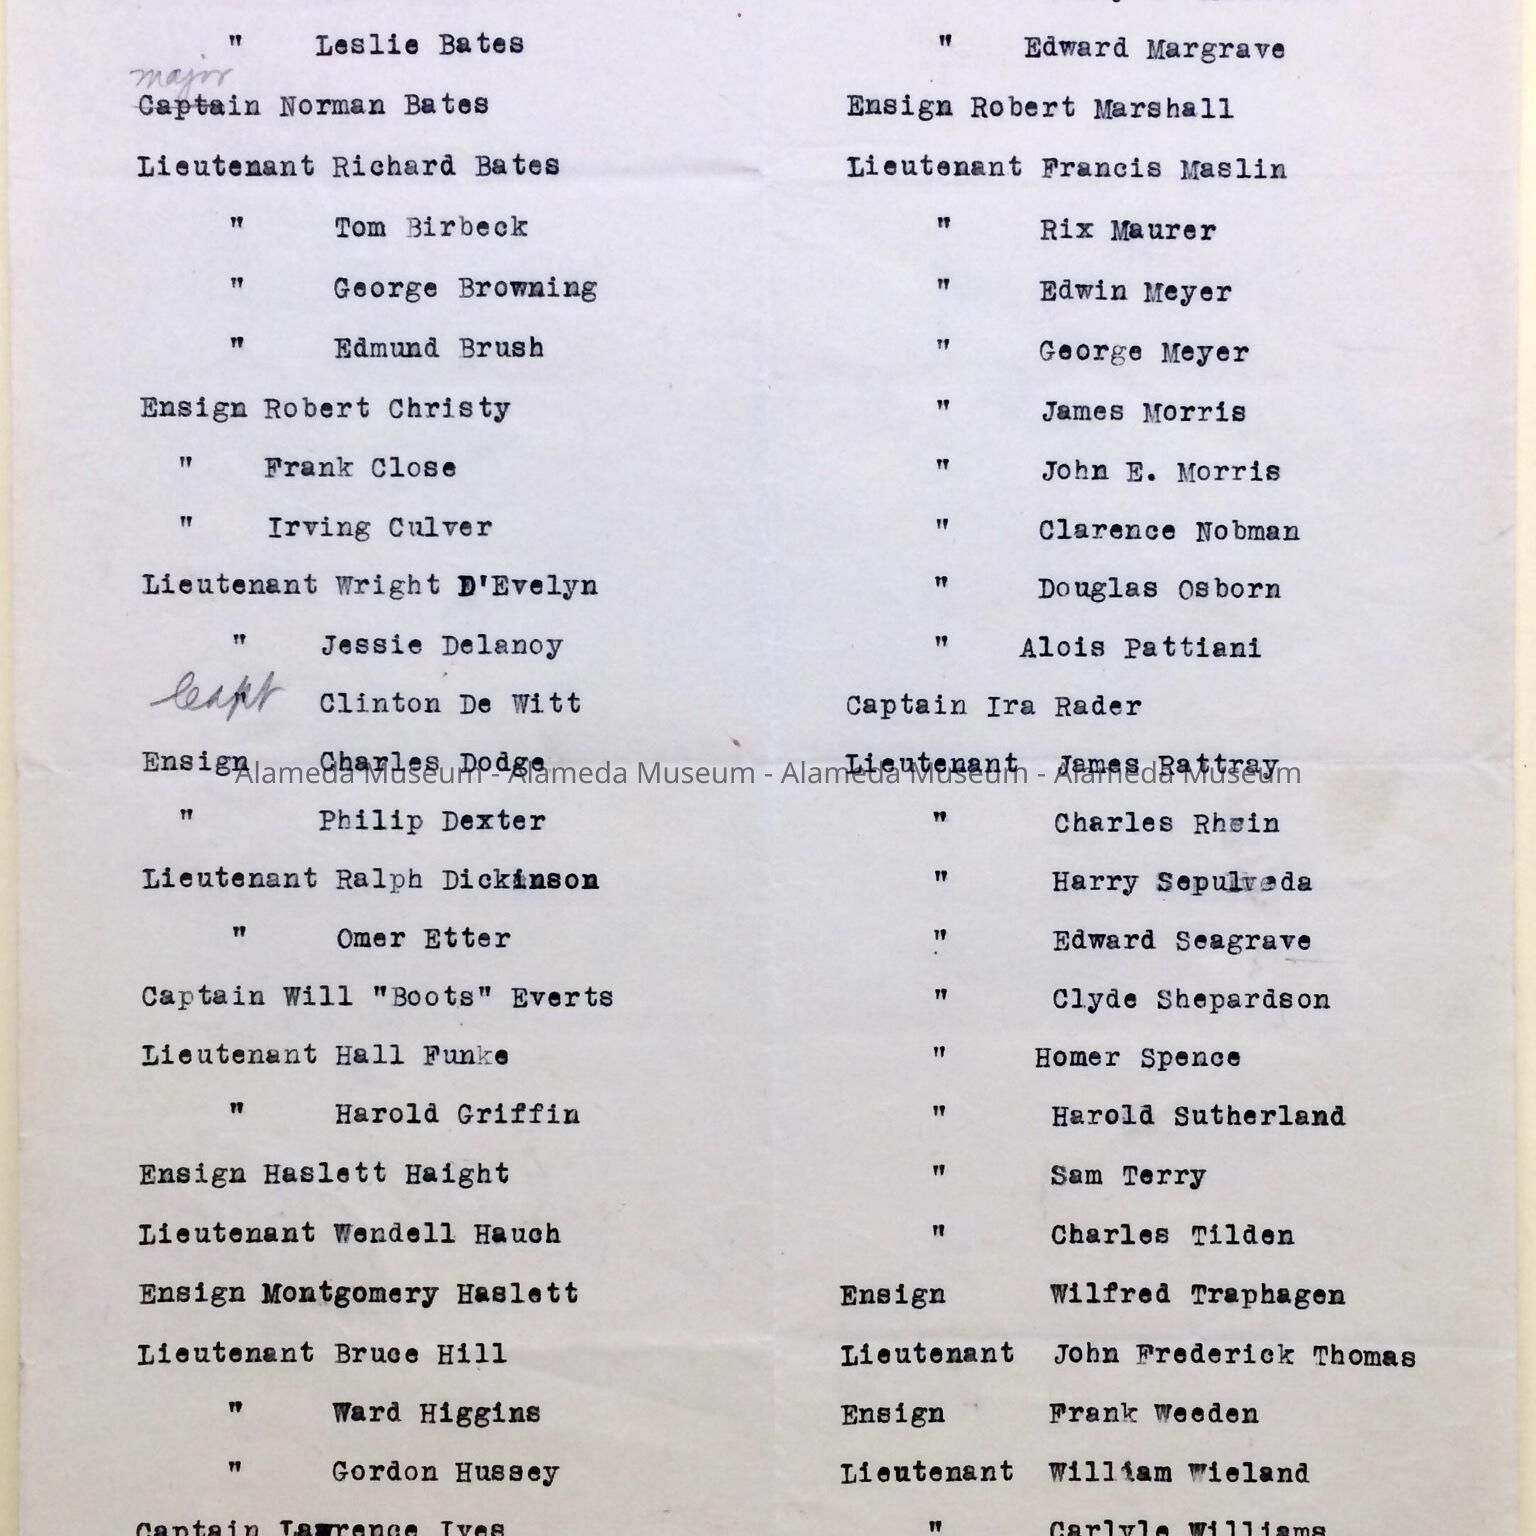 " Leslie Bates
major
Captain Norman Bates
Lieutenant Richard Bates
" Tom Birbeck
" George Browning
" Edmund Brush
Ensign Robert Christy
" Frank Close
" Irving Culver
Lieutenant Wright D'Evelyn
" Jessie Delanoy
Capt " Clinton De Witt
Ensign Charles Dodge
" Philip Dexter
Lieutenant Ralph Dickinson
" Omer Etter
Captain Will "Boots" Everts
Lieutenant Hall Funke
" Harold Griffin
Ensign Haslett Haight
Lieutenant Wendell Hauch
Ensign Montgomery Haslett
Lieutenant Bruce Hill
" Ward Higgins
" Gordon Hussey
Captain Lawrence Ives
" Edward Margrave
Ensign Robert Marshall
Lieutenant Francis Maslin
" Rix Maurer
" Edwin Meyer
" George Meyer
" James Morris
" John E. Morris
" Clarence Nobman
" Douglas Osborn
" Alois Pattiani
Captain Ira Rader
Lieutenant James Rattray
" Charles Rhein
" Harry Sepulveda
" Edward Seagrave
" Clyde Shepardson
" Homer Spence
" Harold Sutherland
" Sam Terry
" Charles Tilden
Ensign Wilfred Traphagen
Lieutenant John Frederick Thomas
Ensign Frank Weeden
Lieutenant William Wieland
" Carlyle Williams
Alameda Museum - Alameda Museum - Alameda Museum - Alameda Museum